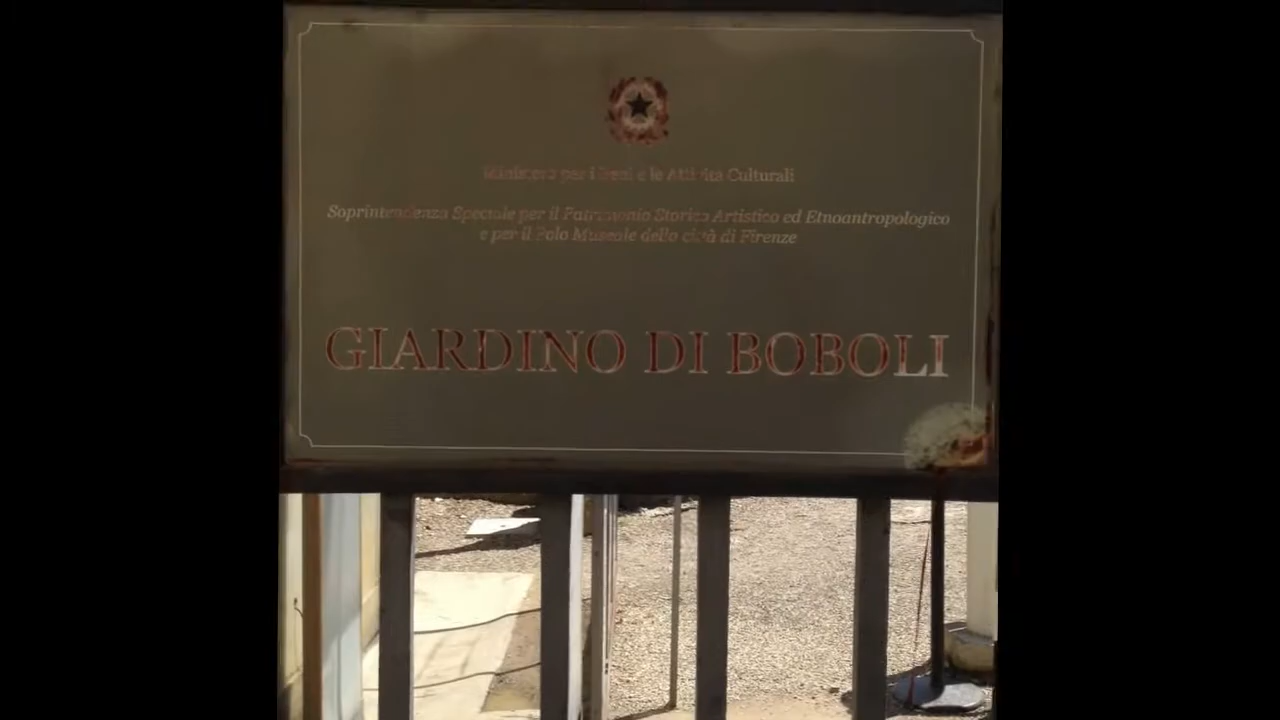 Ministero per i Beni e le Attività Culturali
Soprintendenza Speciale per il Patrimonio Storico Artistico ed Etnoantropologico
e per il Polo Museale della città di Firenze
GIARDINO DI BOBOLI